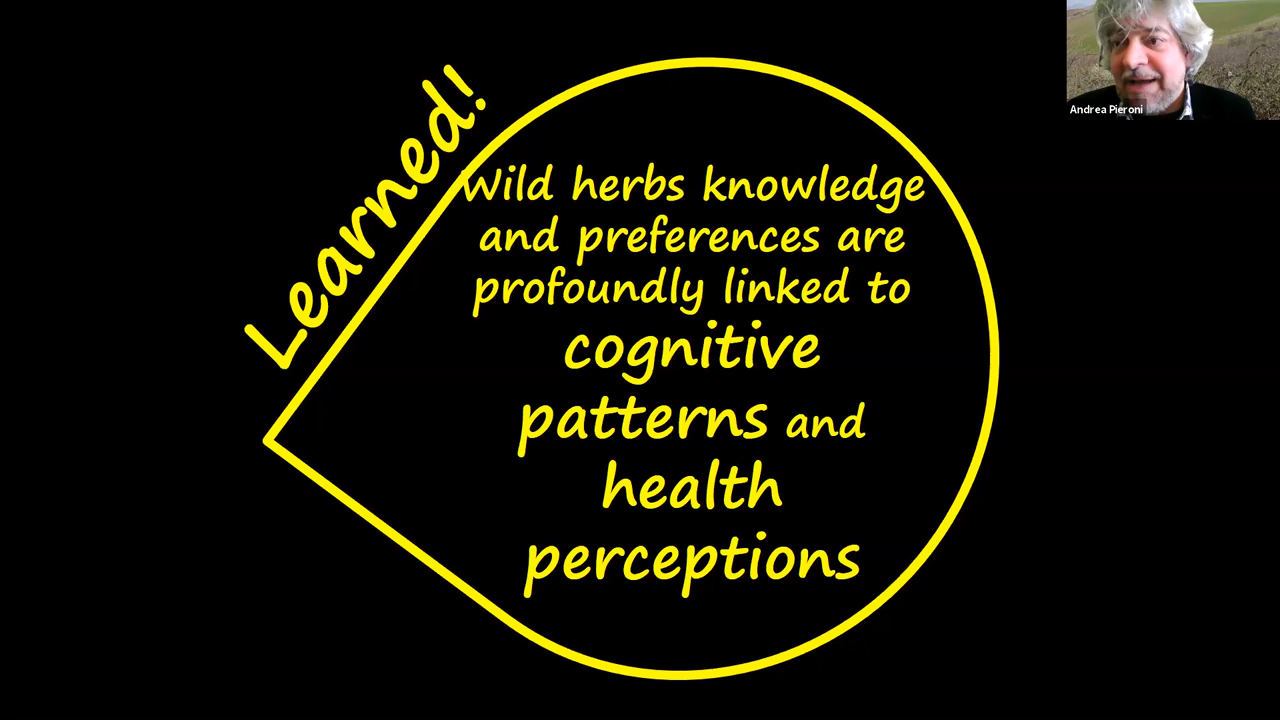 Learned!
Wild herbs knowledge
and preferences are
profoundly linked to
cognitive
patterns and
health
perceptions
Andrea Pieroni